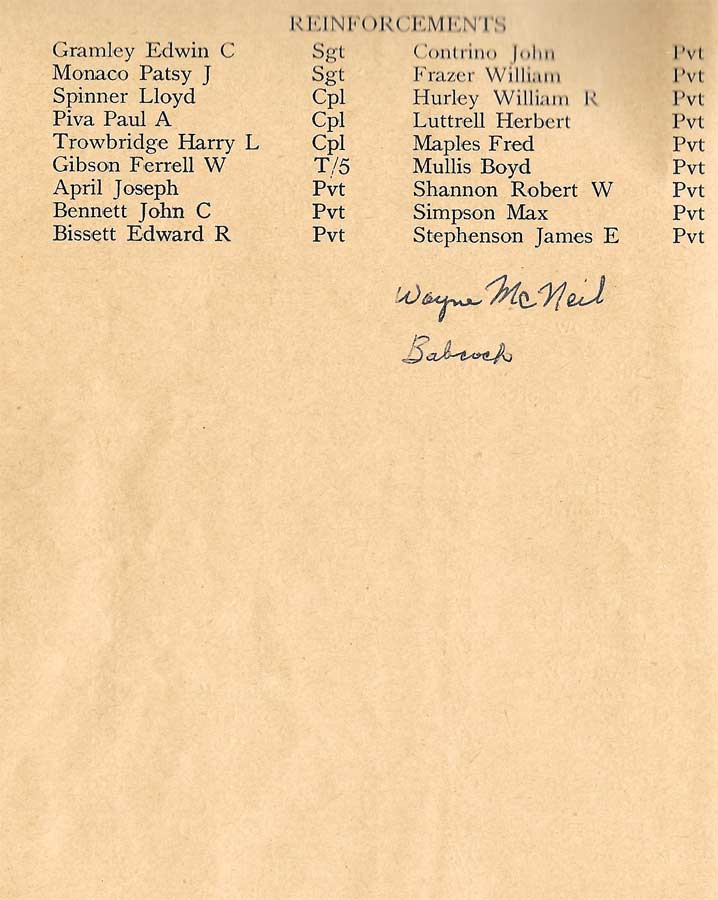 REINFORCEMENTS
Gramley Edwin C Sgt Contrino John Pvt
Monaco Patsy J Sgt Frazer William Pvt
Spinner Lloyd Cpl Hurley William R Pvt
Piva Paul A Cpl Luttrell Herbert Pvt
Trowbridge Harry L Cpl Maples Fred Pvt
Gibson Ferrell W T/5 Mullis Boyd Pvt
April Joseph Pvt Shannon Robert W Pvt
Bennett John C Pvt Simpson Max Pvt
Bissett Edward R Pvt Stephenson James E Pvt
Wayne McNeil
Babcock